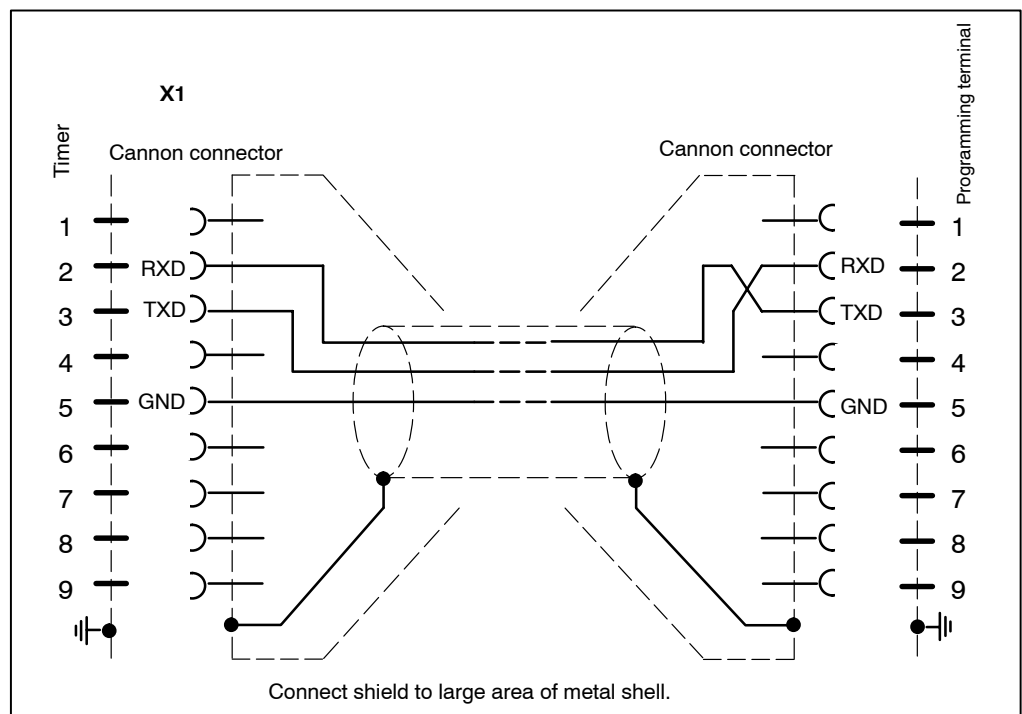 X1
Timer
Programming terminal
Cannon connector
Cannon connector
1
1
2 RXD
RXD 2
3 TXD
TXD 3
4
4
5 GND
GND 5
6
6
7
7
8
8
9
9
Connect shield to large area of metal shell.